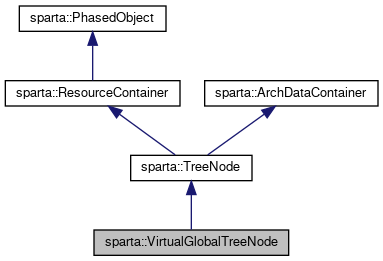 sparta::PhasedObject
sparta::ResourceContainer
sparta::ArchDataContainer
sparta::TreeNode
sparta::VirtualGlobalTreeNode